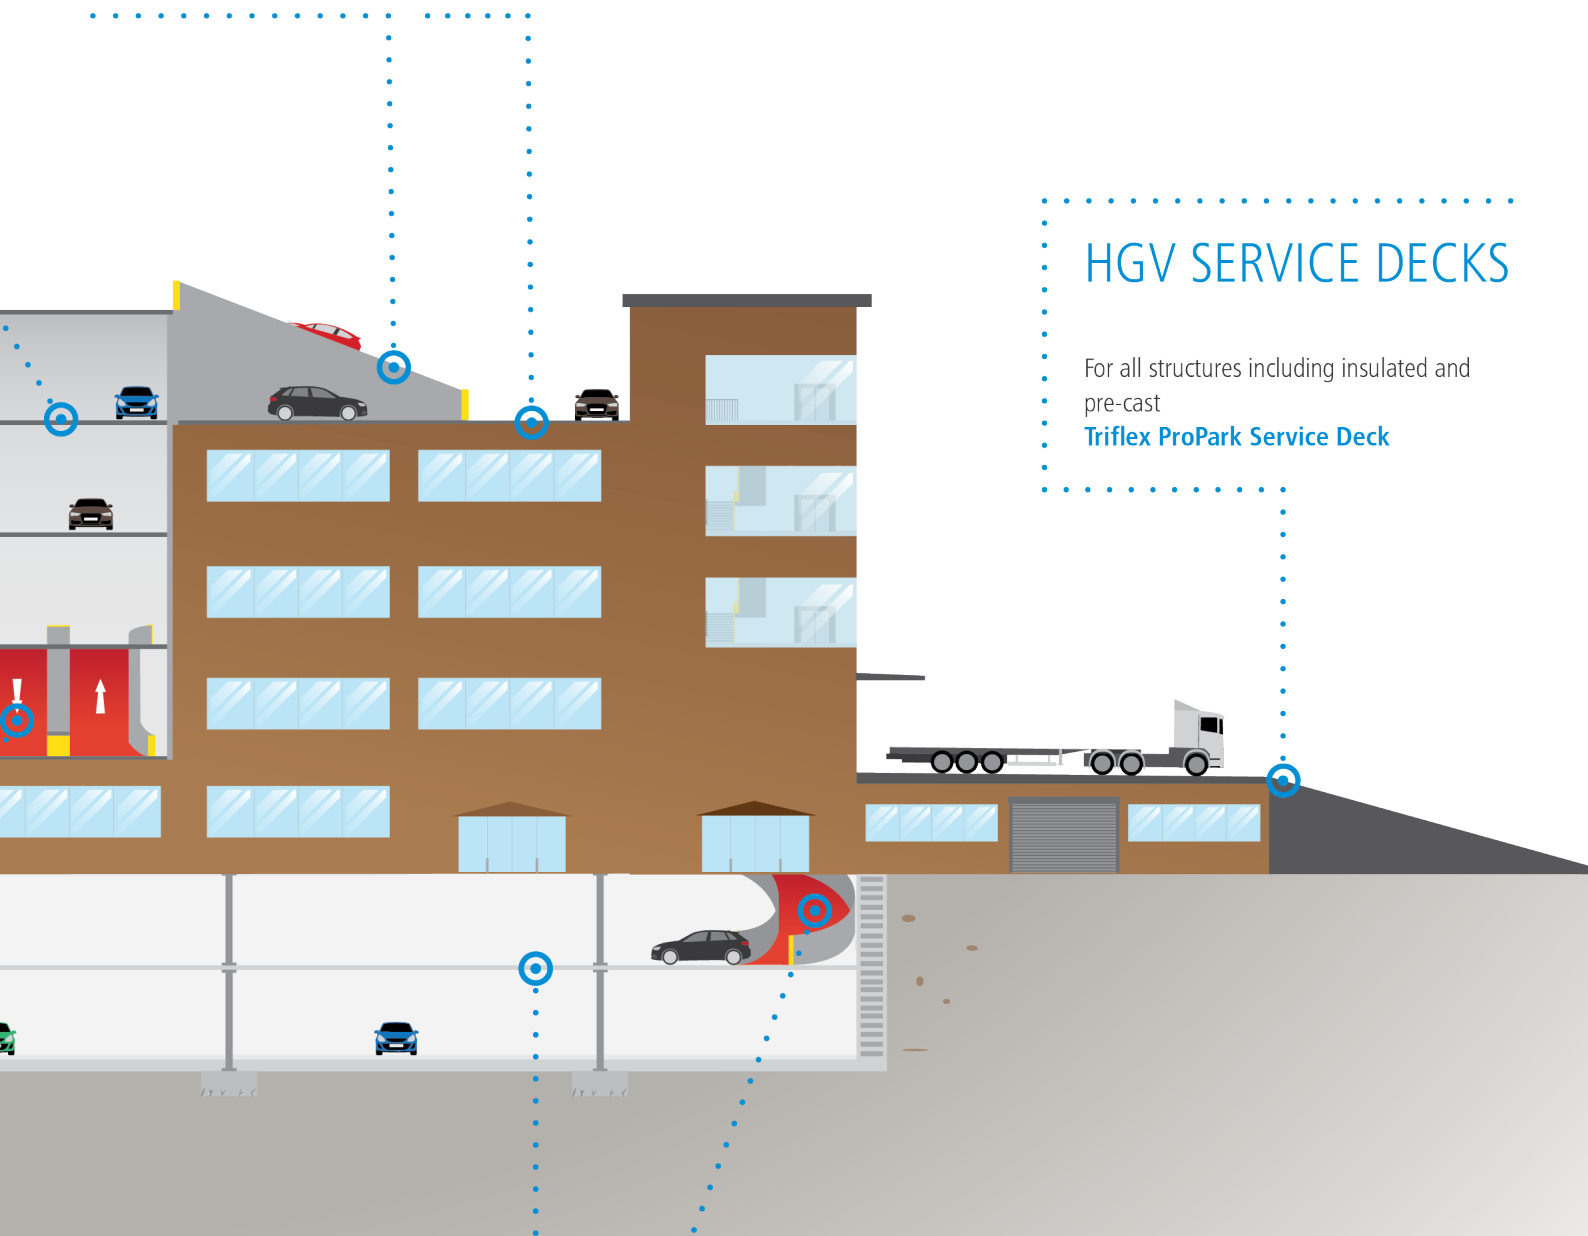 HGV SERVICE DECKS
For all structures including insulated and
pre-cast
Triflex ProPark Service Deck